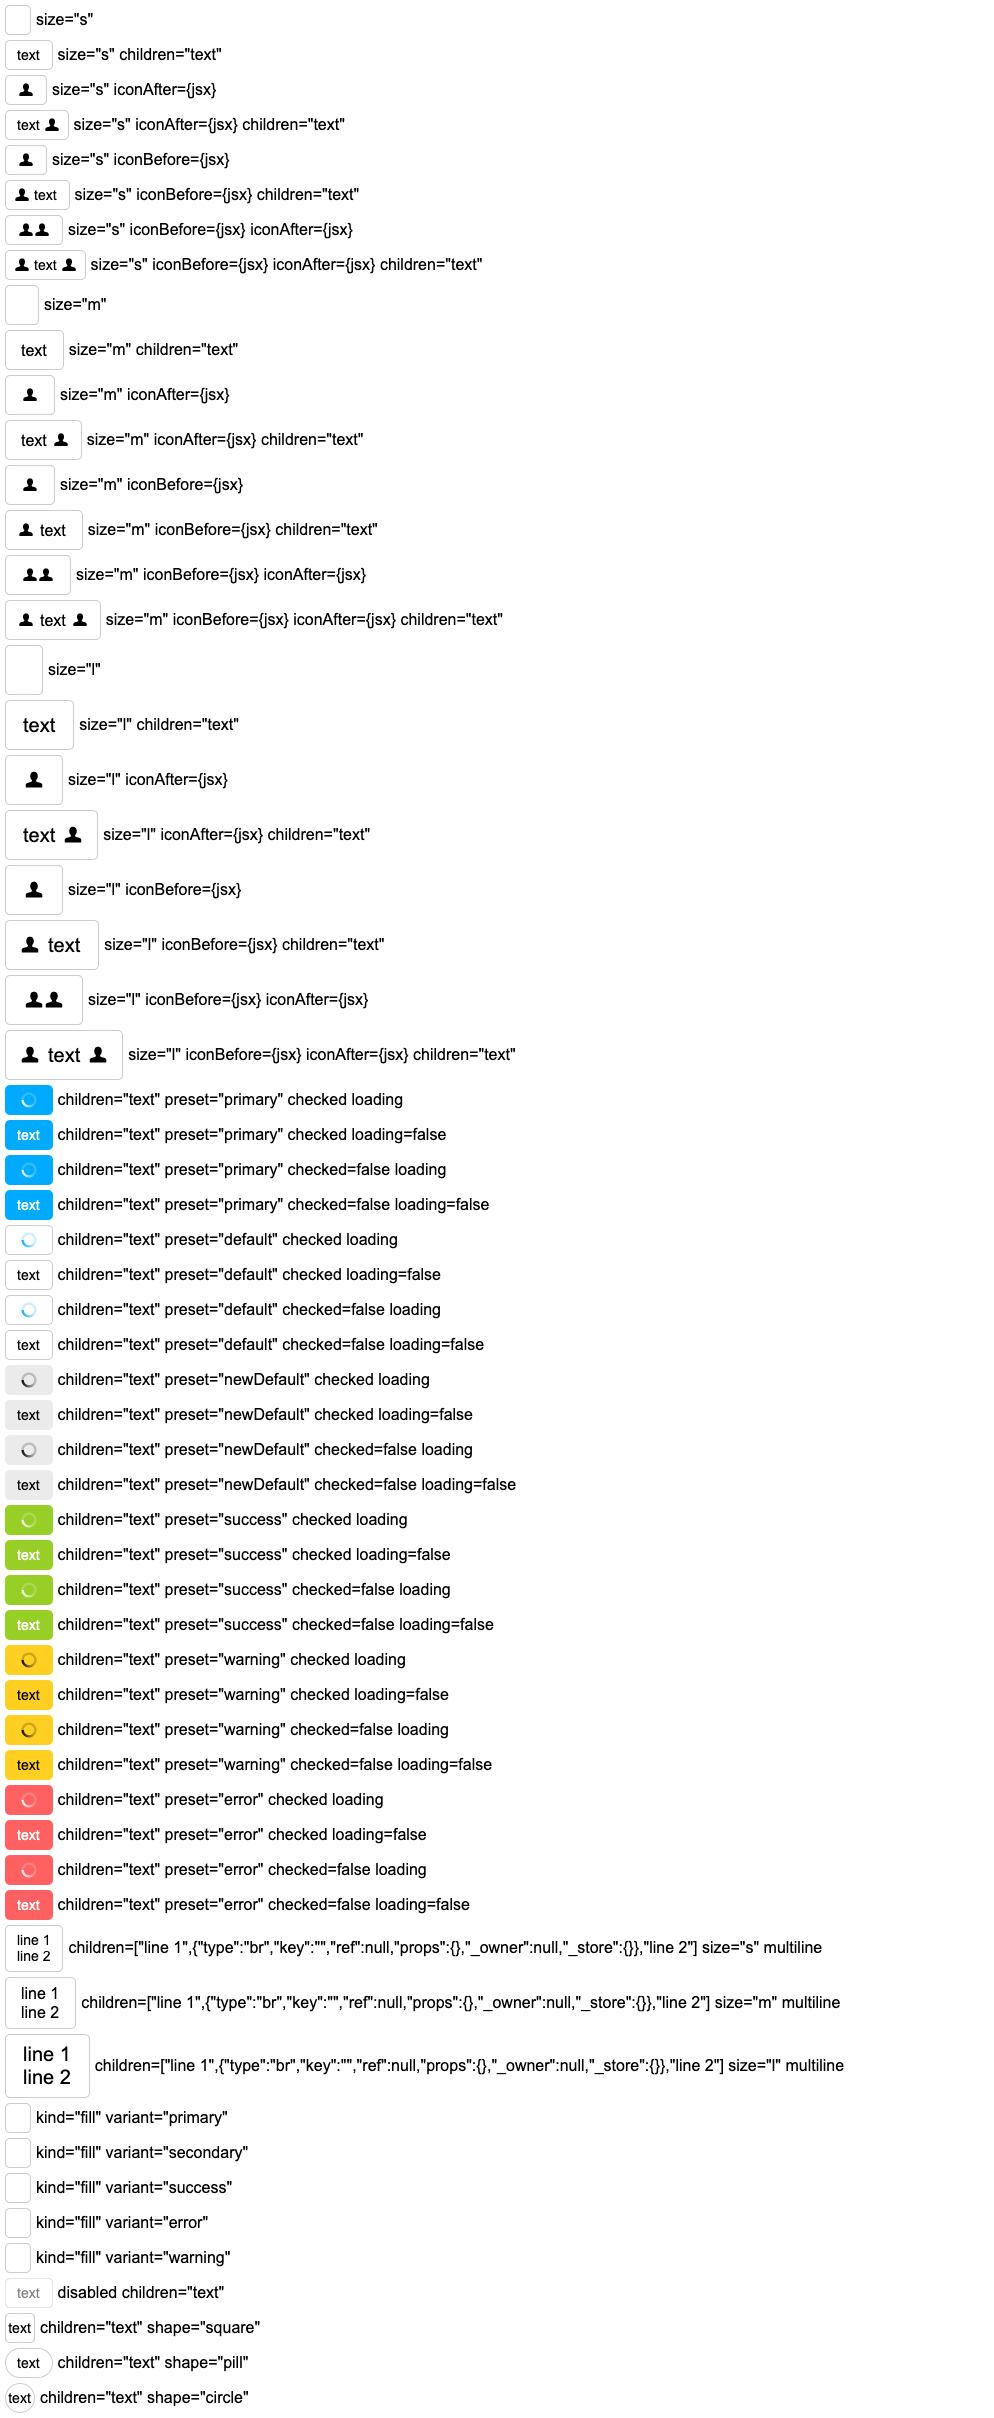 size="s"
text size="s" children="text"
size="s" iconAfter={jsx}
text size="s" iconAfter={jsx} children="text"
size="s" iconBefore={jsx}
text size="s" iconBefore={jsx} children="text"
size="s" iconBefore={jsx} iconAfter={jsx}
text size="s" iconBefore={jsx} iconAfter={jsx} children="text"
size="m"
text size="m" children="text"
size="m" iconAfter={jsx}
text size="m" iconAfter={jsx} children="text"
size="m" iconBefore={jsx}
text size="m" iconBefore={jsx} children="text"
size="m" iconBefore={jsx} iconAfter={jsx}
text size="m" iconBefore={jsx} iconAfter={jsx} children="text"
size="l"
text size="l" children="text"
size="l" iconAfter={jsx}
text size="l" iconAfter={jsx} children="text"
size="l" iconBefore={jsx}
text size="l" iconBefore={jsx} children="text"
size="l" iconBefore={jsx} iconAfter={jsx}
text size="l" iconBefore={jsx} iconAfter={jsx} children="text"
children="text" preset="primary" checked loading
text children="text" preset="primary" checked loading=false
children="text" preset="primary" checked=false loading
text children="text" preset="primary" checked=false loading=false
children="text" preset="default" checked loading
text children="text" preset="default" checked loading=false
children="text" preset="default" checked=false loading
text children="text" preset="default" checked=false loading=false
children="text" preset="newDefault" checked loading
text children="text" preset="newDefault" checked loading=false
children="text" preset="newDefault" checked=false loading
text children="text" preset="newDefault" checked=false loading=false
children="text" preset="success" checked loading
text children="text" preset="success" checked loading=false
children="text" preset="success" checked=false loading
text children="text" preset="success" checked=false loading=false
children="text" preset="warning" checked loading
text children="text" preset="warning" checked loading=false
children="text" preset="warning" checked=false loading
text children="text" preset="warning" checked=false loading=false
children="text" preset="error" checked loading
text children="text" preset="error" checked loading=false
children="text" preset="error" checked=false loading
text children="text" preset="error" checked=false loading=false
line 1
line 2
children=["line 1",{"type":"br","key":"","ref":null,"props":{},"_owner":null,"_store":{}},"line 2"] size="s" multiline
line 1
line 2
children=["line 1",{"type":"br","key":"","ref":null,"props":{},"_owner":null,"_store":{}},"line 2"] size="m" multiline
line 1
line 2
children=["line 1",{"type":"br","key":"","ref":null,"props":{},"_owner":null,"_store":{}},"line 2"] size="l" multiline
kind="fill" variant="primary"
kind="fill" variant="secondary"
kind="fill" variant="success"
kind="fill" variant="error"
kind="fill" variant="warning"
text disabled children="text"
text children="text" shape="square"
text children="text" shape="pill"
text children="text" shape="circle"